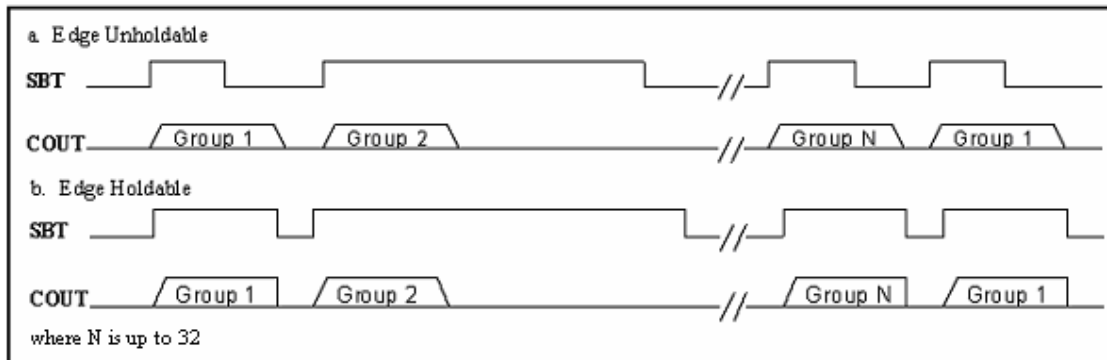 a. Edge Unholdable
SBT
//
COUT Group 1 Group 2 // Group N Group 1
b. Edge Holdable
SBT
//
COUT Group 1 Group 2 // Group N Group 1
where N is up to 32